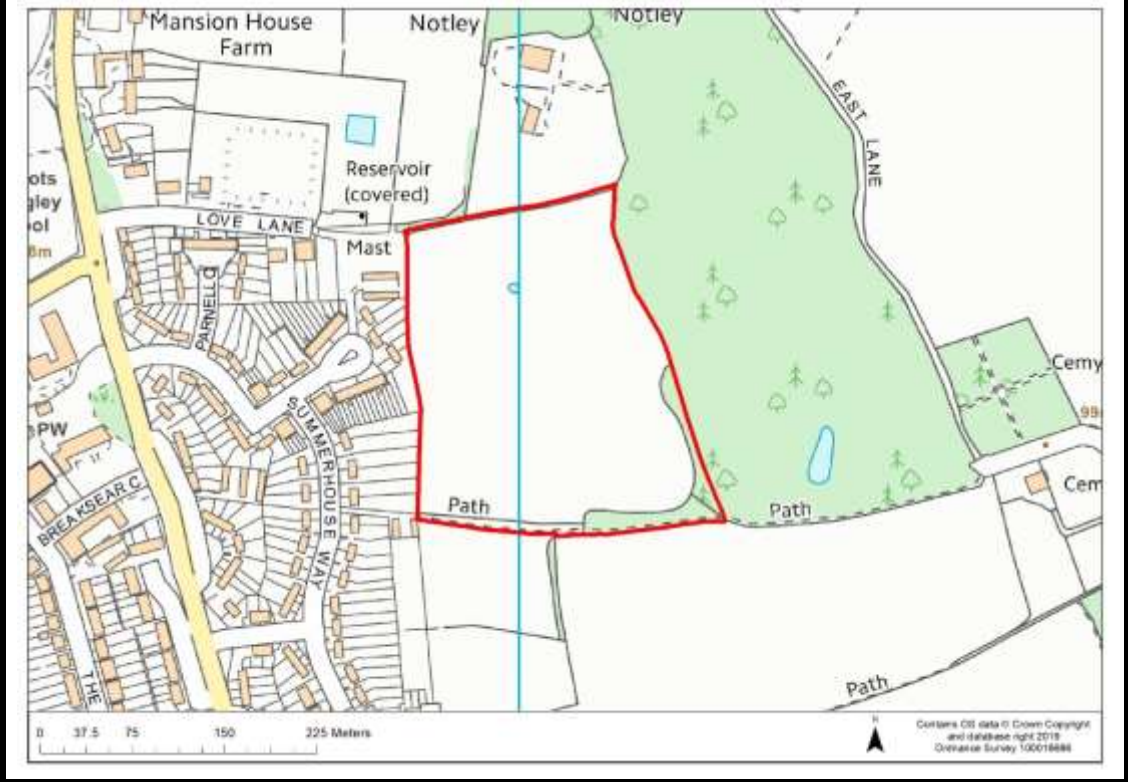 Mansion House
Farm
Notley
Notley
EAST LANE
Reservoir
(covered)
LOVE LANE
Mast
PARNELL C
SUMMERHOUSE WAY
PW
BREAKSEAR C
THE
Path
Path
Path
Cemy
99
Cem
0 37.5 75 150 225 Meters
N
Contains OS data © Crown Copyright
and database right 2019
Ordnance Survey 100018686